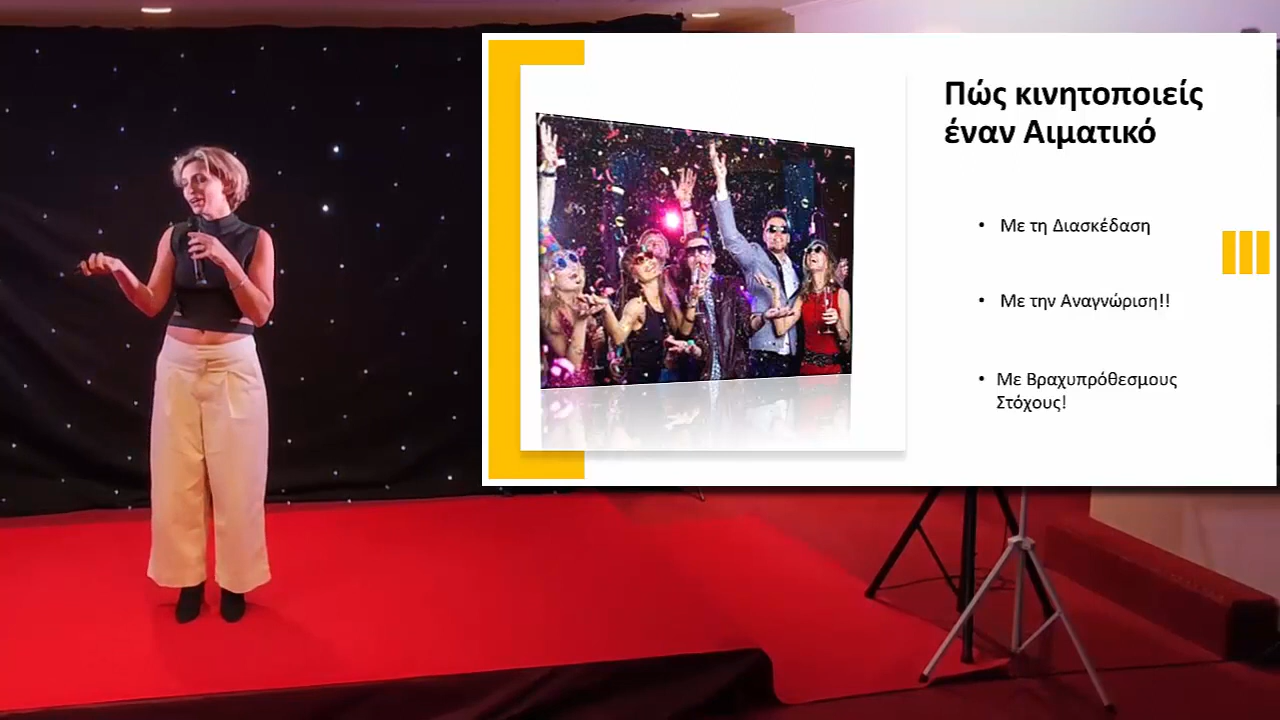 Πώς κινητοποιείς
έναν Αιματικό
• Με τη Διασκέδαση
• Με την Αναγνώριση!!
• Με Βραχυπρόθεσμους
Στόχους!